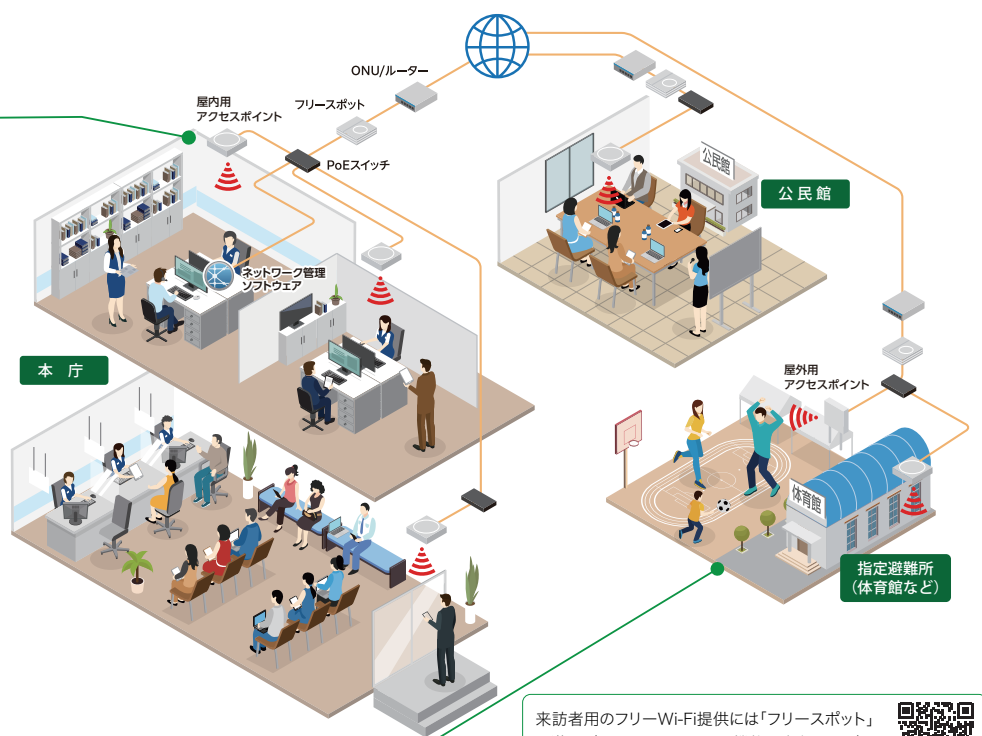 ONU/ルーター
屋内用
アクセスポイント
フリースポット
PoEスイッチ
公民館
公民館
ネットワーク管理
ソフトウェア
本 庁
屋外用
アクセスポイント
体育館
指定避難所
（体育館など）
来訪者用のフリーWi-Fi提供には「フリースポット」